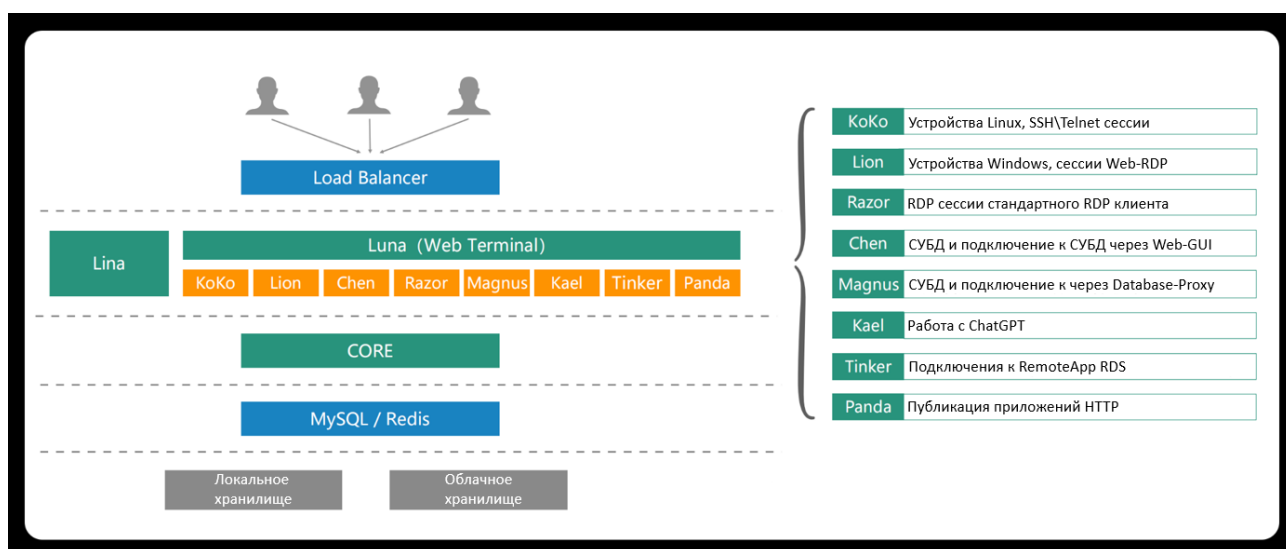 Load Balancer
Lina
Luna (Web Terminal)
KoKo
Lion
Chen
Razor
Magnus
Kael
Tinker
Panda
CORE
MySQL / Redis
Локальное
хранилище
Облачное
хранилище
KoKo Устройства Linux, SSH\Telnet сессии
Lion Устройства Windows, сессии Web-RDP
Razor RDP сессии стандартного RDP клиента
Chen СУБД и подключение к СУБД через Web-GUI
Magnus СУБД и подключение к через Database-Proxy
Kael Работа с ChatGPT
Tinker Подключения к RemoteApp RDS
Panda Публикация приложений HTTP